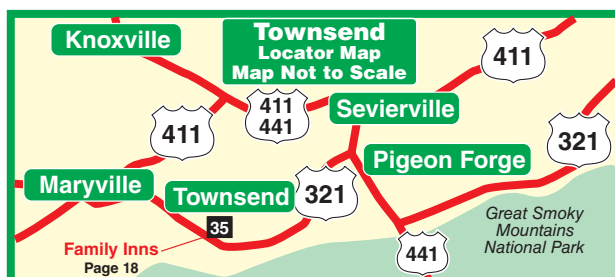 Knoxville
Townsend
Locator Map
Map Not to Scale
411
411
441
Sevierville
411
321
Pigeon Forge
Maryville
Townsend
321
35
Family Inns
Page 18
441
Great Smoky
Mountains
National Park